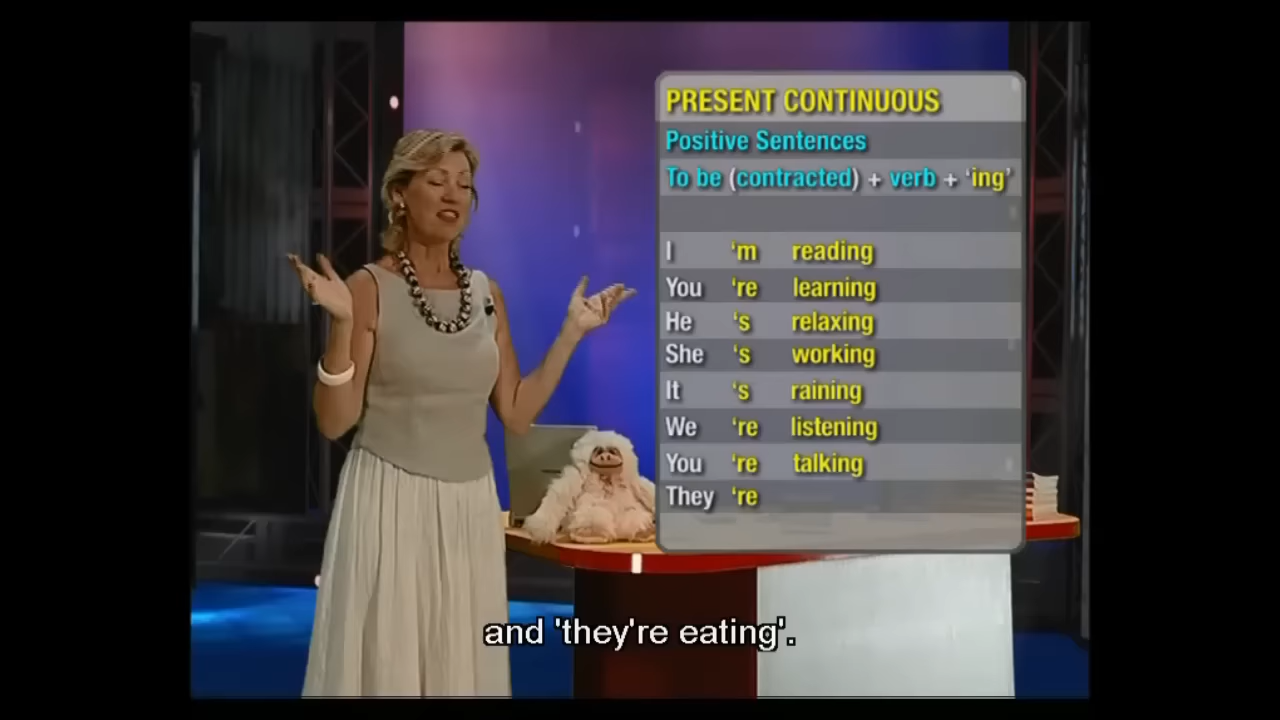 PRESENT CONTINUOUS
Positive Sentences
To be (contracted) + verb + ‘ing’
I ‘m reading
You ‘re learning
He ‘s relaxing
She ‘s working
It ‘s raining
We ‘re listening
You ‘re talking
They ‘re
and 'they're eating'.